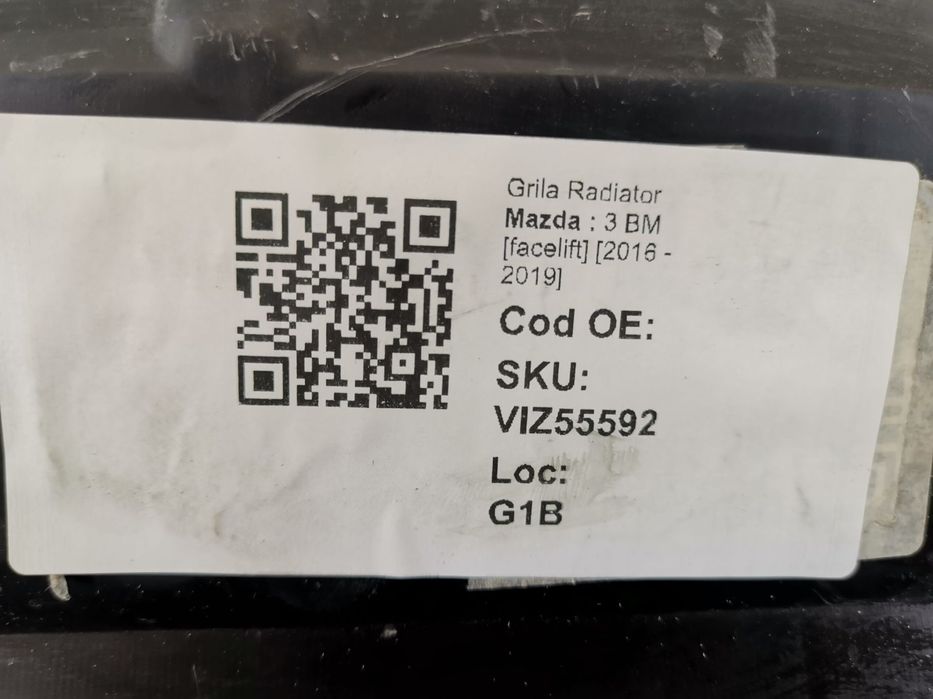 Grila Radiator
Mazda : 3 BM
[facelift] [2016 -
2019]
Cod OE:
SKU:
VIZ55592
Loc:
G1B